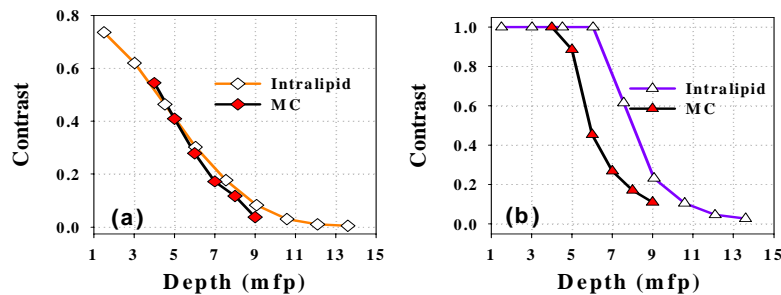 0.8
0.6
0.4
0.2
0.0
Contrast
Intralipid
MC
(a)
1 3 5 7 9 11 13 15
Depth (mfp)
1.0
0.8
0.6
0.4
0.2
0.0
Contrast
Intralipid
MC
(b)
1 3 5 7 9 11 13 15
Depth (mfp)